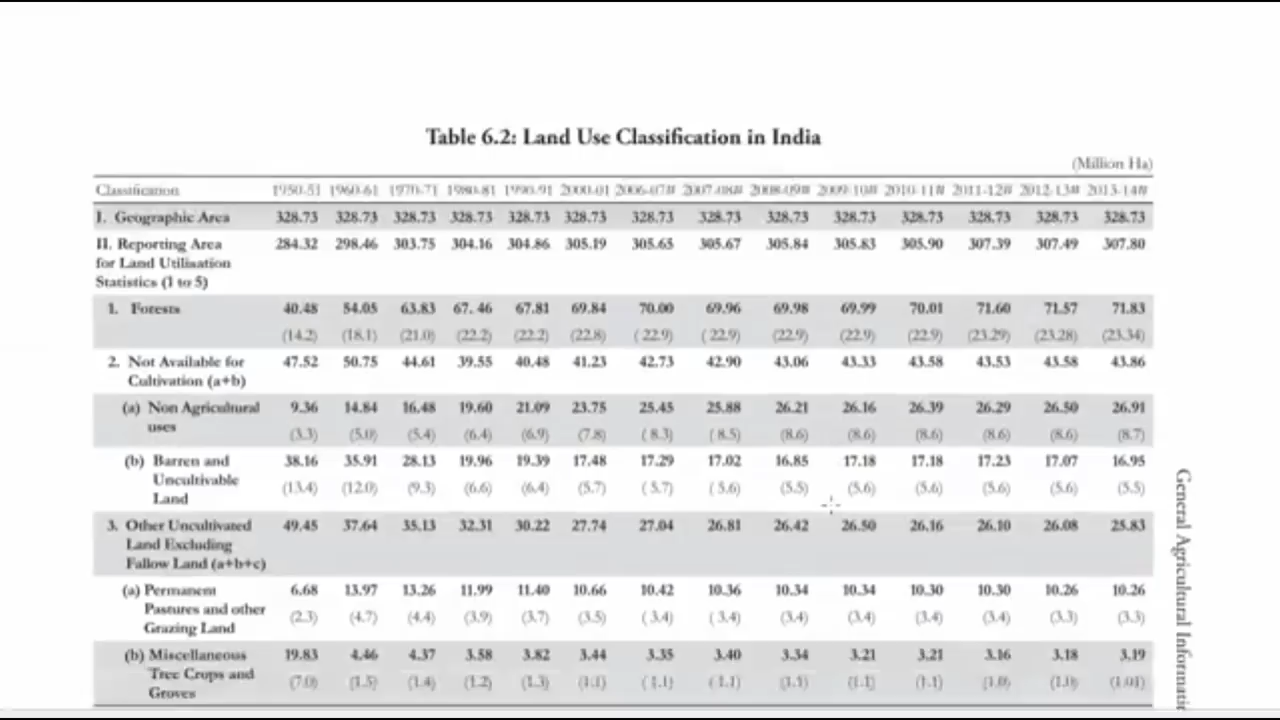 Table 6.2: Land Use Classification in India
(Million Ha)
Classification 1950-51 1960-61 1970-71 1980-81 1990-91 2000-01 2006-07# 2007-08# 2008-09# 2009-10# 2010-11# 2011-12# 2012-13# 2013-14#
I. Geographic Area 328.73 328.73 328.73 328.73 328.73 328.73 328.73 328.73 328.73 328.73 328.73 328.73 328.73 328.73
II. Reporting Area 284.32 298.46 303.75 304.16 304.86 305.19 305.65 305.67 305.84 305.83 305.90 307.39 307.49 307.80
for Land Utilisation
Statistics (1 to 5)
1. Forests 40.48 54.05 63.83 67.46 67.81 69.84 70.00 69.96 69.98 69.99 70.01 71.60 71.57 71.83
(14.2) (18.1) (21.0) (22.2) (22.2) (22.8) (22.9) (22.9) (22.9) (22.9) (22.9) (23.29) (23.28) (23.34)
2. Not Available for 47.52 50.75 44.61 39.55 40.48 41.23 42.73 42.90 43.06 43.33 43.58 43.53 43.58 43.86
Cultivation (a+b)
(a) Non Agricultural 9.36 14.84 16.48 19.60 21.09 23.75 25.45 25.88 26.21 26.16 26.39 26.29 26.50 26.91
uses (3.3) (5.0) (5.4) (6.4) (6.9) (7.8) (8.3) (8.5) (8.6) (8.6) (8.6) (8.6) (8.6) (8.7)
(b) Barren and 38.16 35.91 28.13 19.96 19.39 17.48 17.29 17.02 16.85 17.18 17.18 17.23 17.07 16.95
Uncultivable (13.4) (12.0) (9.3) (6.6) (6.4) (5.7) (5.7) (5.6) (5.5) (5.6) (5.6) (5.6) (5.6) (5.5)
Land
3. Other Uncultivated 49.45 37.64 35.13 32.31 30.22 27.74 27.04 26.81 26.42 26.50 26.16 26.10 26.08 25.83
Land Excluding
Fallow Land (a+b+c)
(a) Permanent 6.68 13.97 13.26 11.99 11.40 10.66 10.42 10.36 10.34 10.34 10.30 10.30 10.26 10.26
Pastures and other (2.3) (4.7) (4.4) (3.9) (3.7) (3.5) (3.4) (3.4) (3.4) (3.4) (3.4) (3.4) (3.3) (3.3)
Grazing Land
(b) Miscellaneous 19.83 4.46 4.37 3.58 3.82 3.44 3.35 3.40 3.34 3.21 3.21 3.16 3.18 3.19
Tree Crops and (7.0) (1.5) (1.4) (1.1) (1.1) (1.1) (1.1) (1.1) (1.1) (1.0) (1.0) (1.01)
Groves
General Agricultural